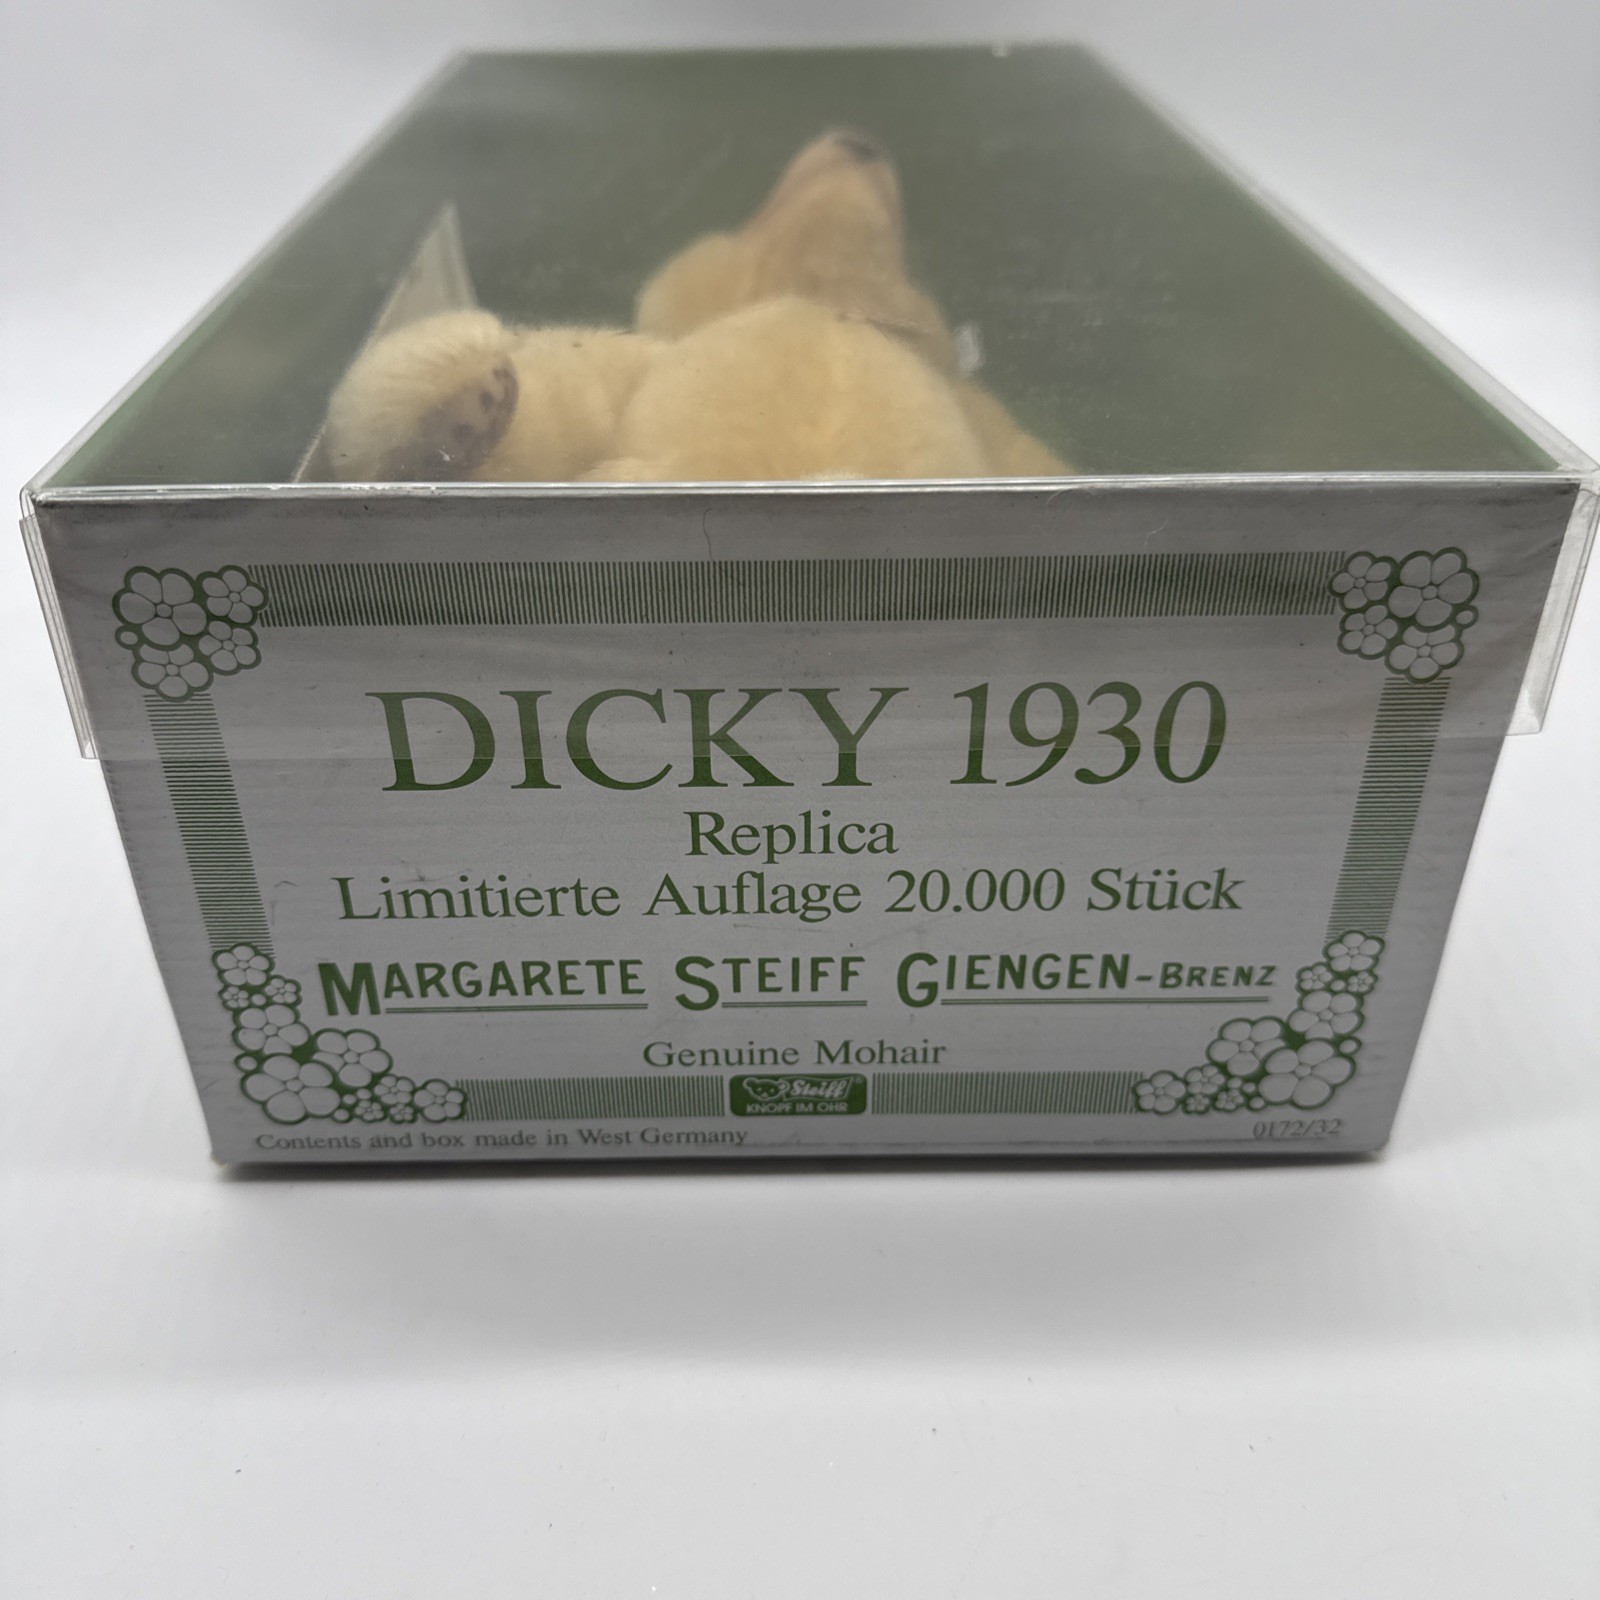 DICKY 1930
Replica
Limitierte Auflage 20.000 Stück
MARGARETE STEIFF GIENGEN-BRENZ
Genuine Mohair
Steiff®
KNOPF IM OHR
Contents and box made in West Germany
0172/32